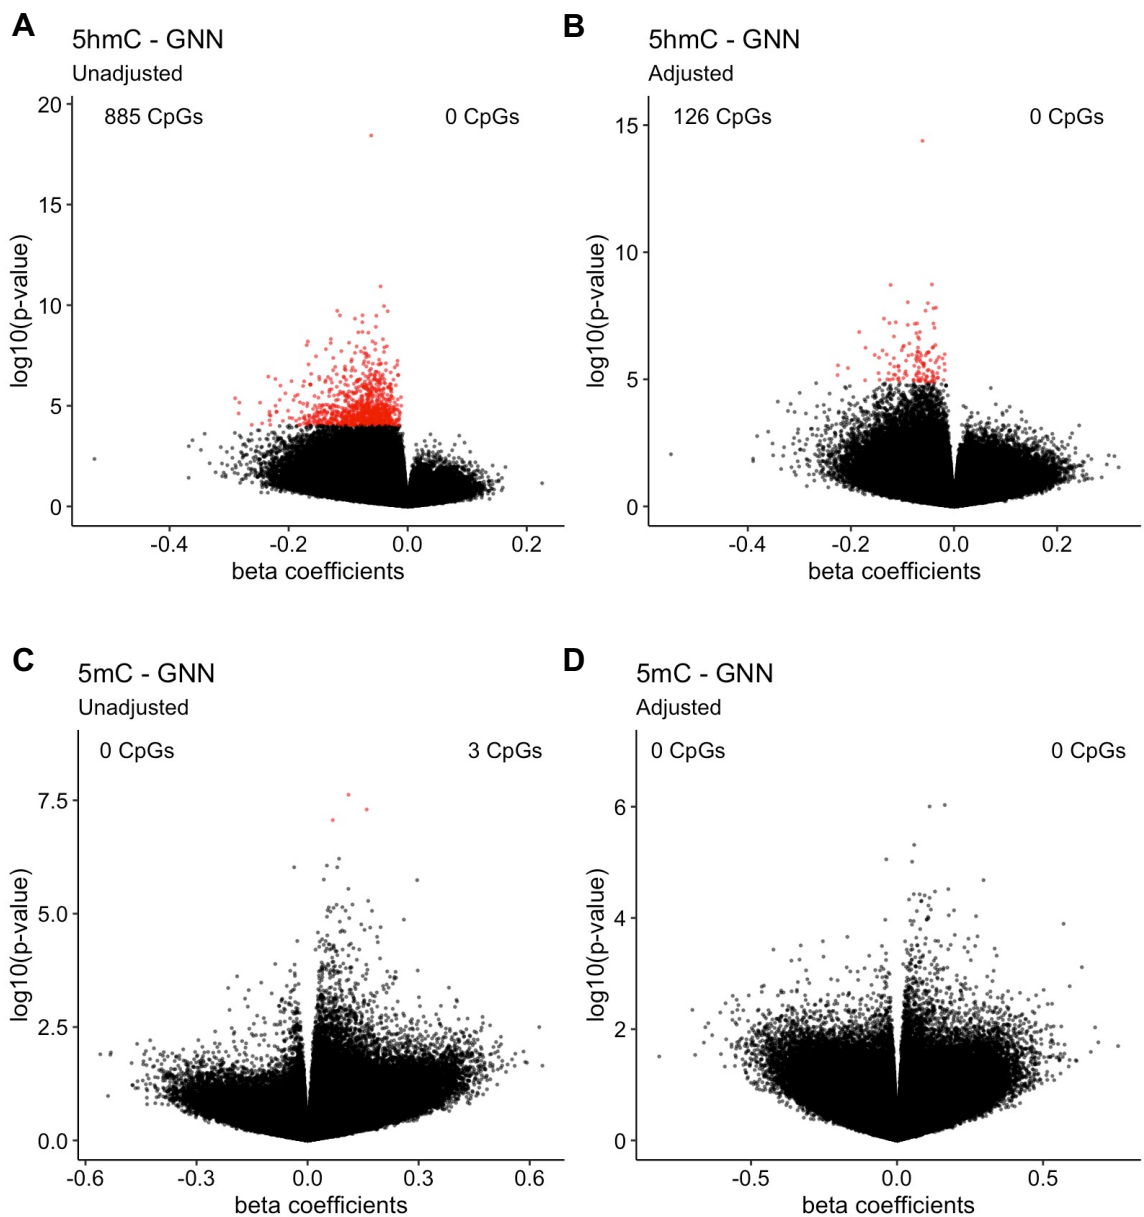 A
5hmC - GNN
Unadjusted
885 CpGs
0 CpGs
20
15
10
5
0
log10(p-value)
-0.4
-0.2
0.0
0.2
beta coefficients
B
5hmC - GNN
Adjusted
126 CpGs
0 CpGs
15
10
5
0
log10(p-value)
-0.4
-0.2
0.0
0.2
beta coefficients
C
5mC - GNN
Unadjusted
0 CpGs
3 CpGs
7.5
5.0
2.5
0.0
log10(p-value)
-0.6
-0.3
0.0
0.3
0.6
beta coefficients
D
5mC - GNN
Adjusted
0 CpGs
0 CpGs
6
4
2
0
log10(p-value)
-0.5
0.0
0.5
beta coefficients